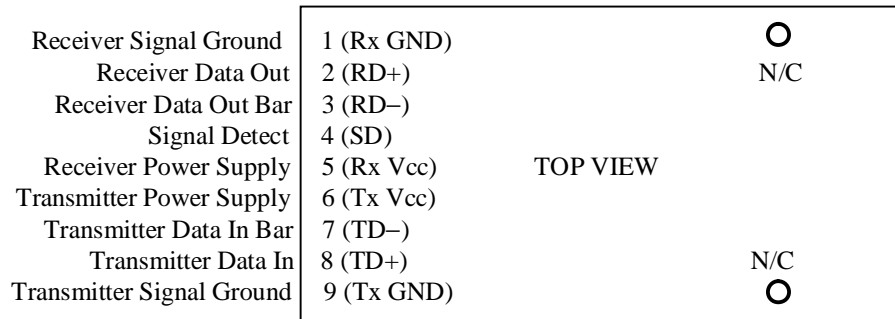 Receiver Signal Ground 1 (Rx GND)
Receiver Data Out 2 (RD+) N/C
Receiver Data Out Bar 3 (RD−)
Signal Detect 4 (SD)
Receiver Power Supply 5 (Rx Vcc) TOP VIEW
Transmitter Power Supply 6 (Tx Vcc)
Transmitter Data In Bar 7 (TD−)
Transmitter Data In 8 (TD+) N/C
Transmitter Signal Ground 9 (Tx GND)